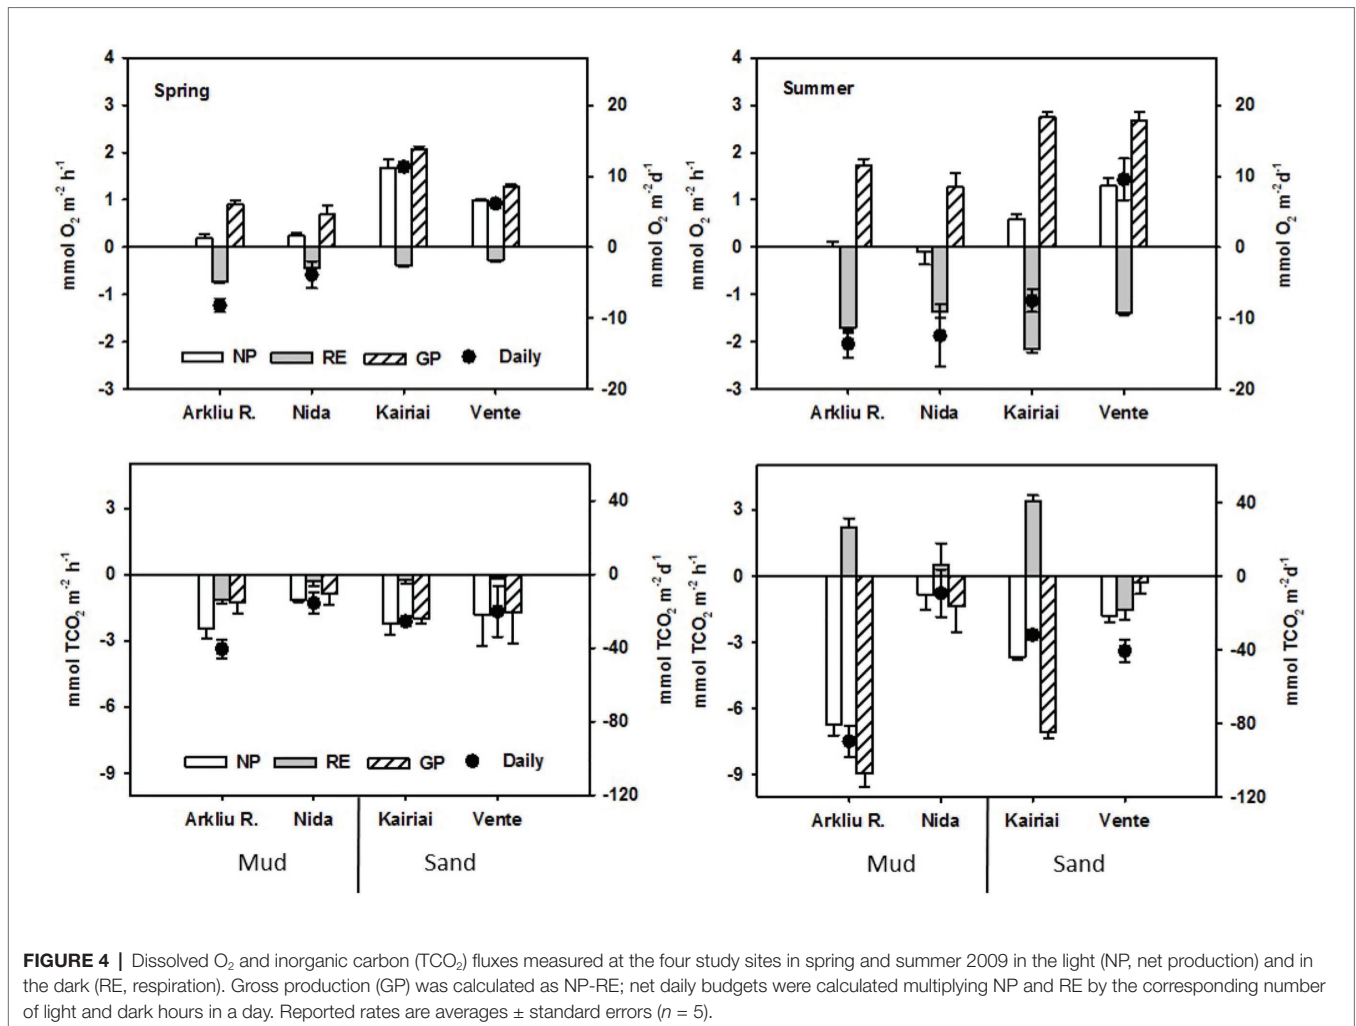 Spring
4
3
2
1
0
-1
-2
-3
mmol O2 m-2 h-1
20
10
0
-10
-20
mmol O2 m-2d-1
NP RE GP Daily
Arkliu R. Nida Kairiai Vente
Summer
4
3
2
1
0
-1
-2
-3
mmol O2 m-2 h-1
20
10
0
-10
-20
mmol O2 m-2d-1
Arkliu R. Nida Kairiai Vente
3
0
-3
-6
-9
mmol TCO2 m-2 h-1
40
0
-40
-80
-120
mmol TCO2 m-2d-1
NP RE GP Daily
Arkliu R. Nida Kairiai Vente
Mud Sand
3
0
-3
-6
-9
mmol TCO2 m-2 h-1
40
0
-40
-80
-120
mmol TCO2 m-2d-1
Arkliu R. Nida Kairiai Vente
Mud Sand
FIGURE 4 | Dissolved O2 and inorganic carbon (TCO2) fluxes measured at the four study sites in spring and summer 2009 in the light (NP, net production) and in
the dark (RE, respiration). Gross production (GP) was calculated as NP-RE; net daily budgets were calculated multiplying NP and RE by the corresponding number
of light and dark hours in a day. Reported rates are averages ± standard errors (n = 5).